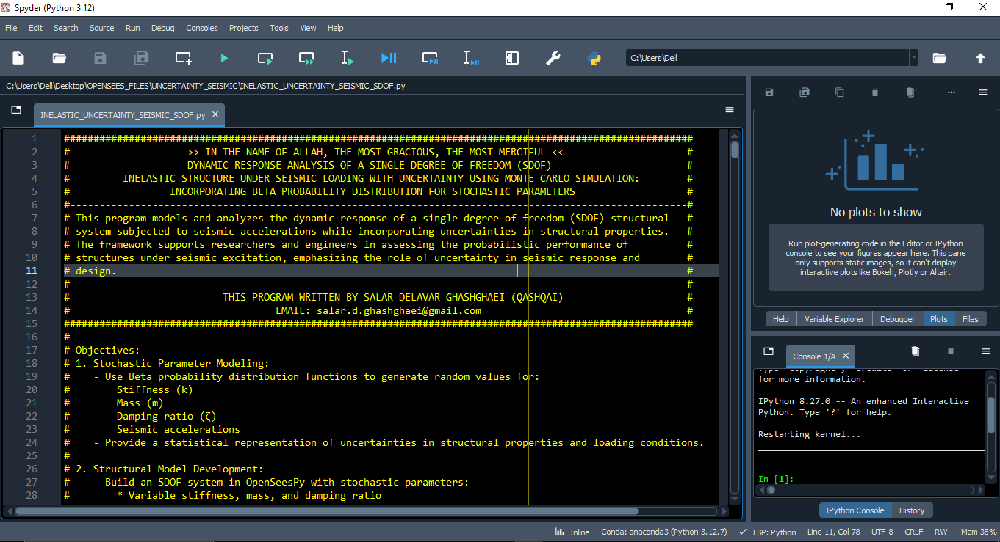 Spyder (Python 3.12)
File Edit Search Source Run Debug Consoles Projects Tools View Help
C:\Users\Dell
C:\Users\Dell\Desktop\OPENSEES_FILES\UNCERTAINTY_SEISMIC\INELASTIC_UNCERTAINTY_SEISMIC_SDOF.py
INELASTIC_UNCERTAINTY_SEISMIC_SDOF.py
1 ###########################################################################################################
2 # >> IN THE NAME OF ALLAH, THE MOST GRACIOUS, THE MOST MERCIFUL << #
3 # DYNAMIC RESPONSE ANALYSIS OF A SINGLE-DEGREE-OF-FREEDOM (SDOF) #
4 # INELASTIC STRUCTURE UNDER SEISMIC LOADING WITH UNCERTAINTY USING MONTE CARLO SIMULATION: #
5 # INCORPORATING BETA PROBABILITY DISTRIBUTION FOR STOCHASTIC PARAMETERS #
6 #---------------------------------------------------------------------------------------------------------#
7 # This program models and analyzes the dynamic response of a single-degree-of-freedom (SDOF) structural #
8 # system subjected to seismic accelerations while incorporating uncertainties in structural properties. #
9 # The framework supports researchers and engineers in assessing the probabilistic performance of #
10 # structures under seismic excitation, emphasizing the role of uncertainty in seismic response and #
11 # design. #
12 #---------------------------------------------------------------------------------------------------------#
13 # THIS PROGRAM WRITTEN BY SALAR DELAVAR GHASHGHAEI (QASHQAI) #
14 # EMAIL: salar.d.ghashghaei@gmail.com #
15 ###########################################################################################################
16 #
17 # Objectives:
18 # 1. Stochastic Parameter Modeling:
19 # - Use Beta probability distribution functions to generate random values for:
20 # Stiffness (k)
21 # Mass (m)
22 # Damping ratio (ζ)
23 # Seismic accelerations
24 # - Provide a statistical representation of uncertainties in structural properties and loading conditions.
25 #
26 # 2. Structural Model Development:
27 # - Build an SDOF system in OpenSeesPy with stochastic parameters:
28 # * Variable stiffness, mass, and damping ratio
No plots to show
Run plot-generating code in the Editor or IPython
console to see your figures appear here. This pane
only supports static images, so it can't display
interactive plots like Bokeh, Plotly or Altair.
Help Variable Explorer Debugger Plots Files
Console 1/A
for more information.
IPython 8.27.0 -- An enhanced Interactive
Python. Type '?' for help.
Restarting kernel...
In [1]:
IPython Console History
Inline Conda: anaconda3 (Python 3.12.7) LSP: Python Line 11, Col 78 UTF-8 CRLF RW Mem 38%